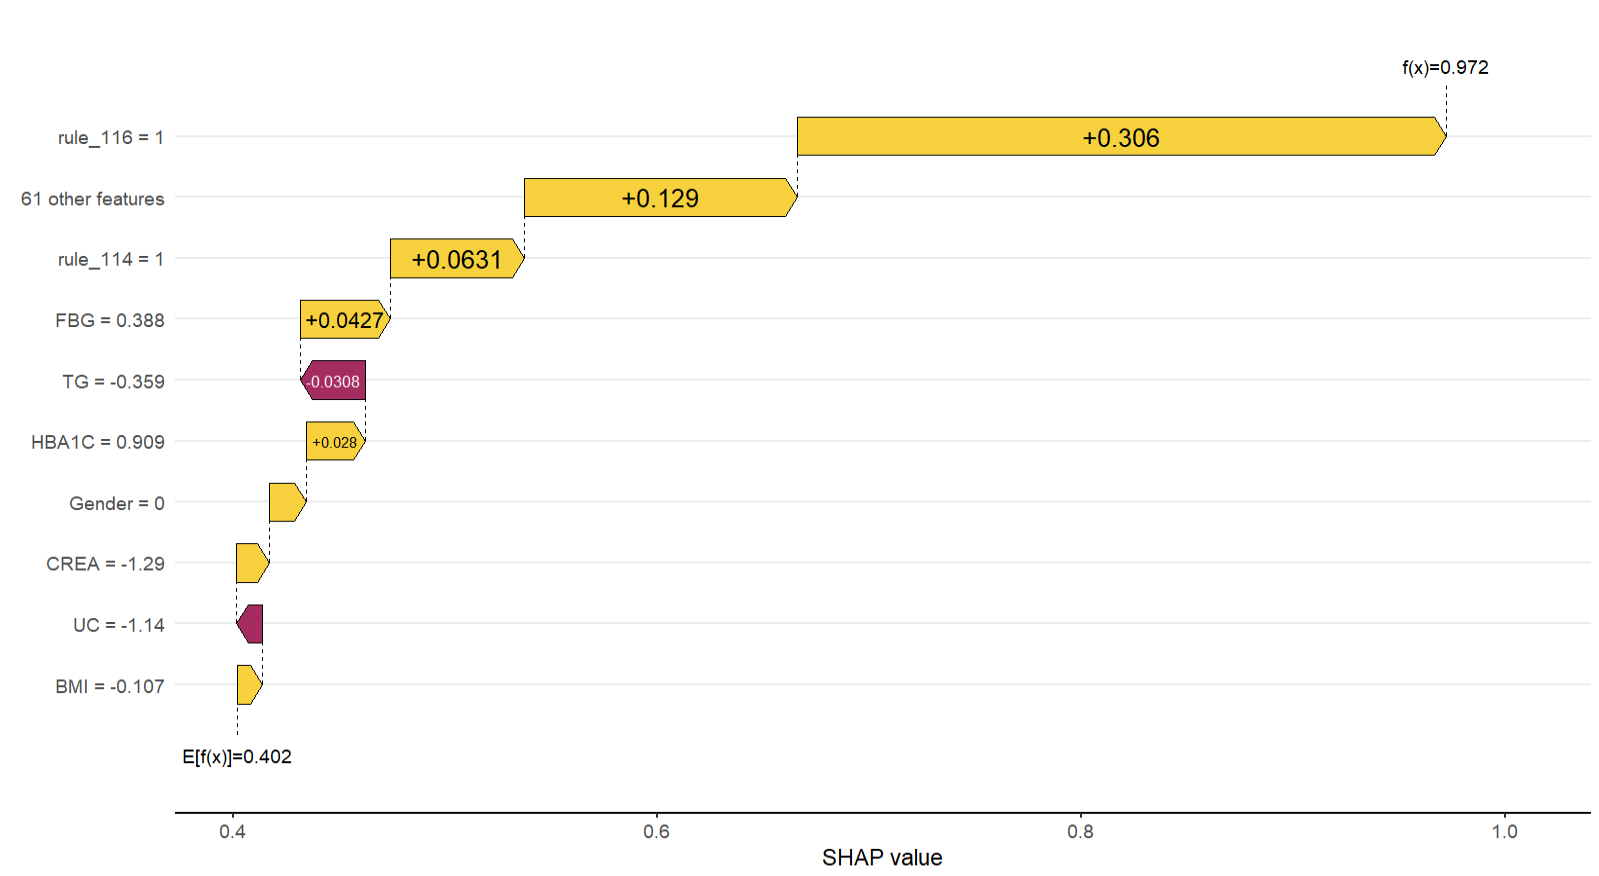 f(x)=0.972
rule_116 = 1
+0.306
61 other features
+0.129
rule_114 = 1
+0.0631
FBG = 0.388
+0.0427
TG = -0.359
-0.0308
HBA1C = 0.909
+0.028
Gender = 0
CREA = -1.29
UC = -1.14
BMI = -0.107
E[f(x)]=0.402
0.4 0.6 0.8 1.0
SHAP value